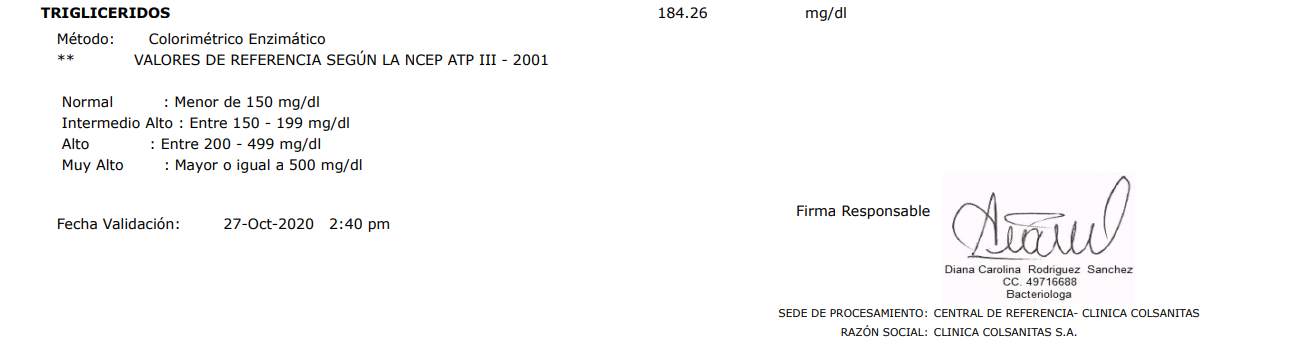 TRIGLICERIDOS 184.26 mg/dl
Método: Colorimétrico Enzimático
** VALORES DE REFERENCIA SEGÚN LA NCEP ATP III - 2001
Normal : Menor de 150 mg/dl
Intermedio Alto : Entre 150 - 199 mg/dl
Alto : Entre 200 - 499 mg/dl
Muy Alto : Mayor o igual a 500 mg/dl
Fecha Validación: 27-Oct-2020 2:40 pm
Firma Responsable
Diana Carolina Rodriguez Sanchez
CC. 49716688
Bacteriologa
SEDE DE PROCESAMIENTO: CENTRAL DE REFERENCIA- CLINICA COLSANITAS
RAZÓN SOCIAL: CLINICA COLSANITAS S.A.